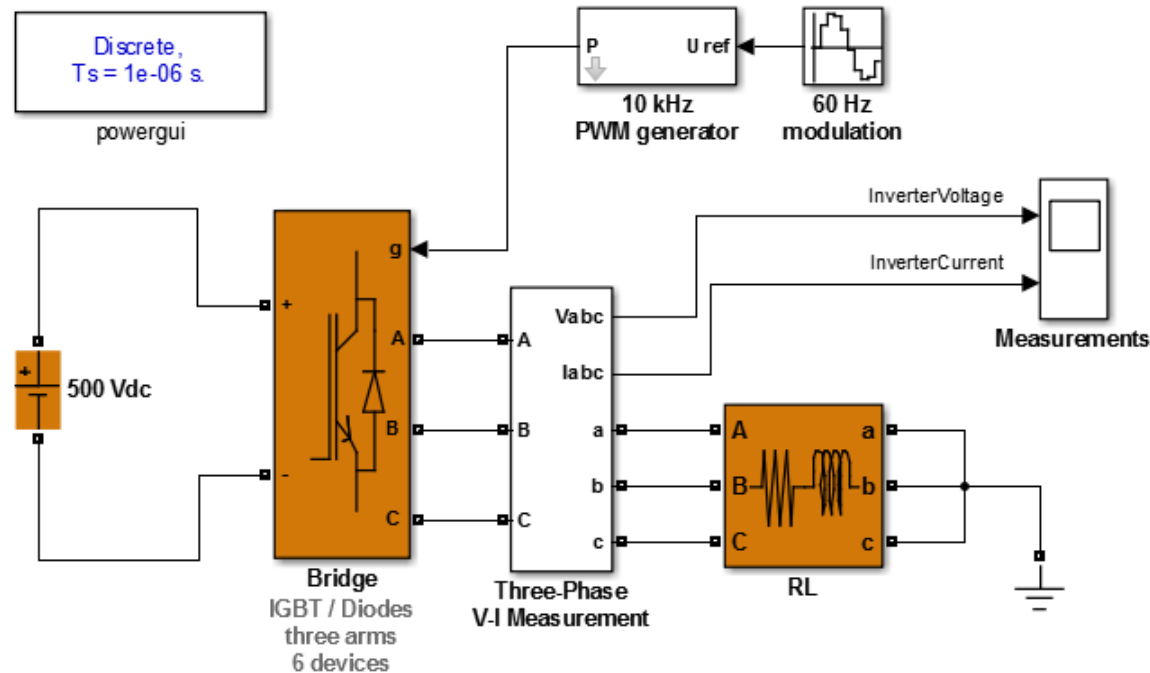 Discrete,
Ts = 1e-06 s.
powergui
P
U ref
10 kHz
PWM generator
60 Hz
modulation
InverterVoltage
InverterCurrent
Measurements
+
500 Vdc
+
-
g
A
B
C
Bridge
IGBT / Diodes
three arms
6 devices
A
B
C
Vabc
Iabc
a
b
c
Three-Phase
V-I Measurement
A
B
C
a
b
c
RL